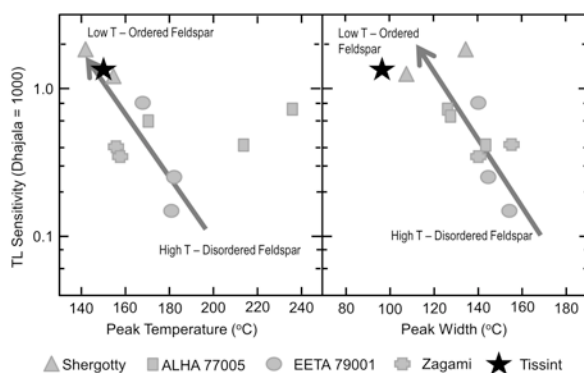 Low T – Ordered Feldspar
Low T – Ordered
Feldspar
TL Sensitivity (Dhajala = 1000)
1.0
0.1
High T – Disordered Feldspar
High T – Disordered Feldspar
140 160 180 200 220 240
80 100 120 140 160 180
Peak Temperature (oC)
Peak Width (oC)
Shergotty ALHA 77005 EETA 79001 Zagami Tissint